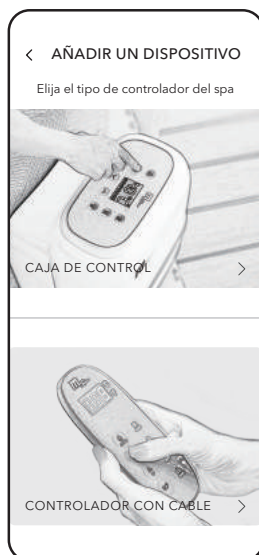 AÑADIR UN DISPOSITIVO
Elija el tipo de controlador del spa
CAJA DE CONTROL
CONTROLADOR CON CABLE